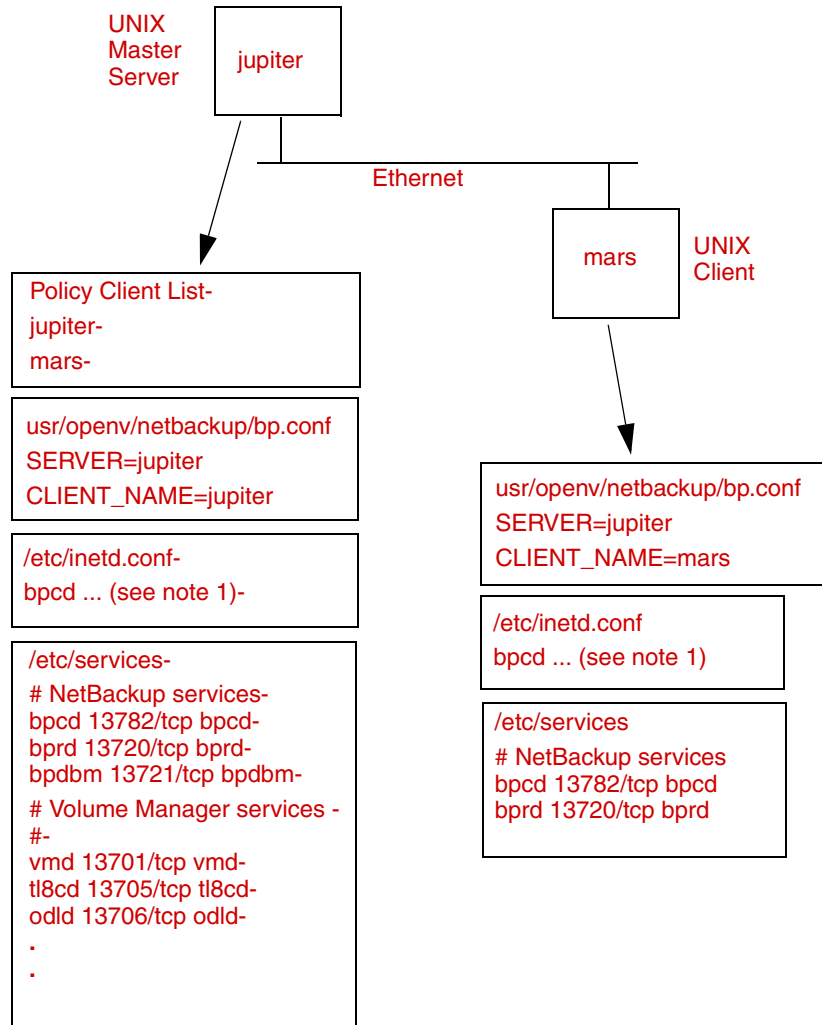 UNIX
Master
Server
jupiter
Ethernet
mars
UNIX
Client
Policy Client List-
jupiter-
mars-
usr/openv/netbackup/bp.conf
SERVER=jupiter
CLIENT_NAME=jupiter
/etc/inetd.conf-
bpcd ... (see note 1)-
/etc/services-
# NetBackup services-
bpcd 13782/tcp bpcd-
bprd 13720/tcp bprd-
bpdbm 13721/tcp bpdbm-
# Volume Manager services -
#-
vmd 13701/tcp vmd-
tl8cd 13705/tcp tl8cd-
odld 13706/tcp odld-
.
.
usr/openv/netbackup/bp.conf
SERVER=jupiter
CLIENT_NAME=mars
/etc/inetd.conf
bpcd ... (see note 1)
/etc/services
# NetBackup services
bpcd 13782/tcp bpcd
bprd 13720/tcp bprd